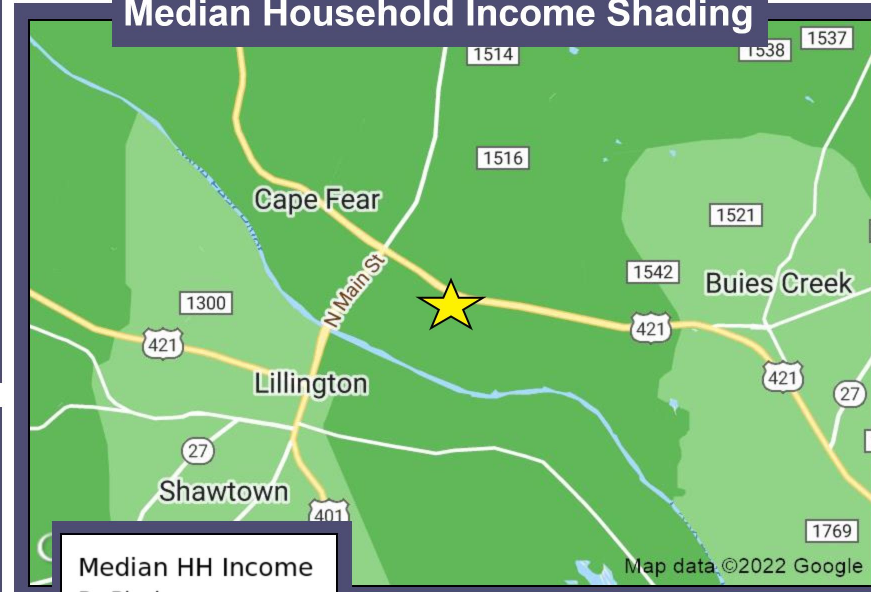 Median Household Income Shading
1514
1538
1537
1516
Cape Fear
1521
1542
Buies Creek
N Main St
1300
421
421
421
Lillington
27
27
Shawtown
401
1769
Median HH Income
Map data ©2022 Google